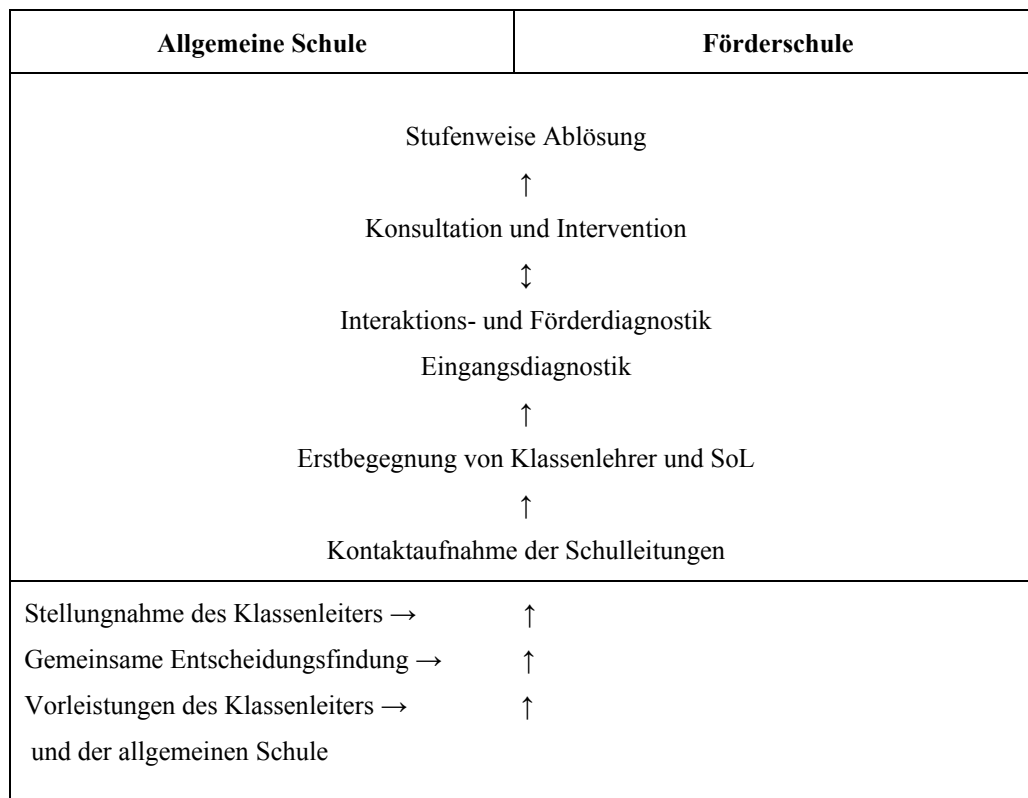 Allgemeine Schule Förderschule
Stufenweise Ablösung
↑
Konsultation und Intervention
↕
Interaktions- und Förderdiagnostik
Eingangsdiagnostik
↑
Erstbegegnung von Klassenlehrer und SoL
↑
Kontaktaufnahme der Schulleitungen
Stellungnahme des Klassenleiters → ↑
Gemeinsame Entscheidungsfindung → ↑
Vorleistungen des Klassenleiters → ↑
und der allgemeinen Schule